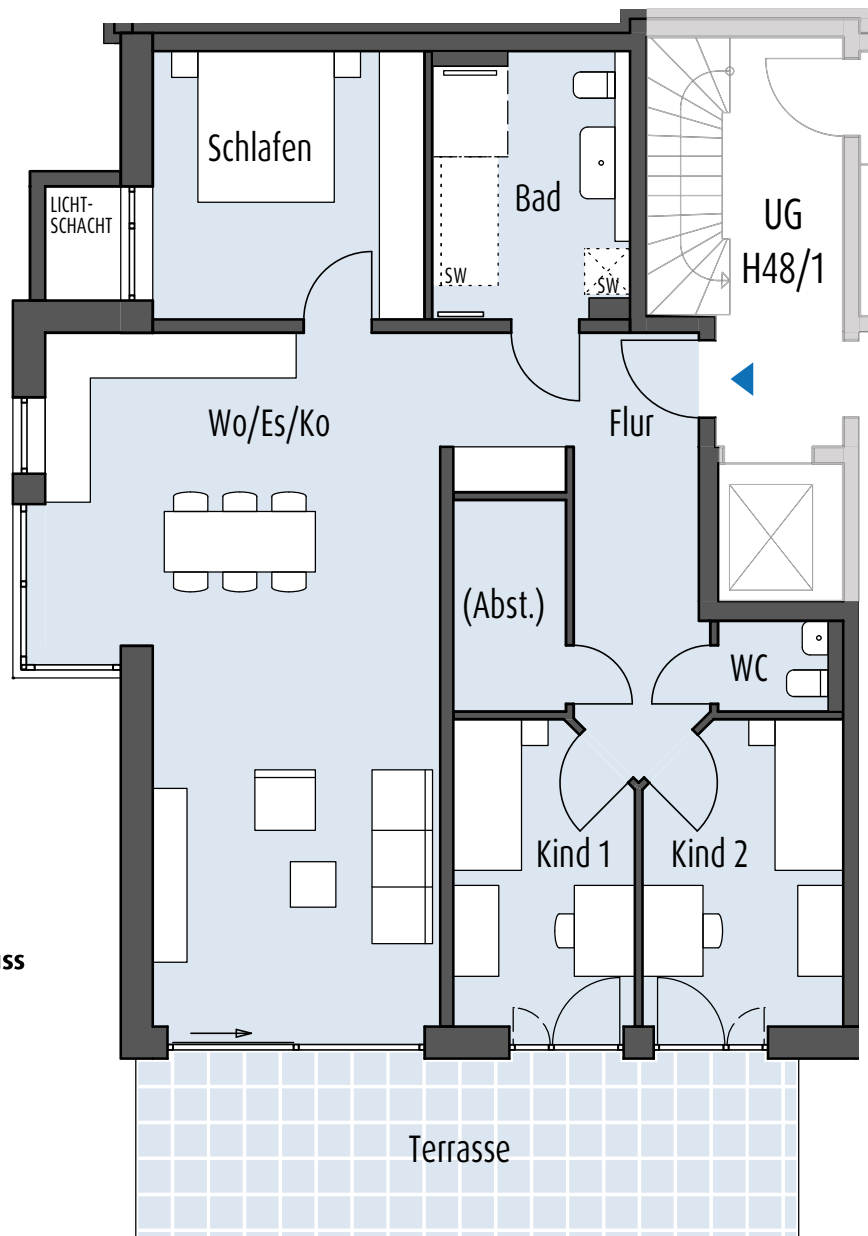 Schlafen
LICHT-
SCHACHT
Bad
SW
SW
UG
H48/1
Wo/Es/Ko
Flur
(Abst.)
WC
Kind 1
Kind 2
ss
Terrasse